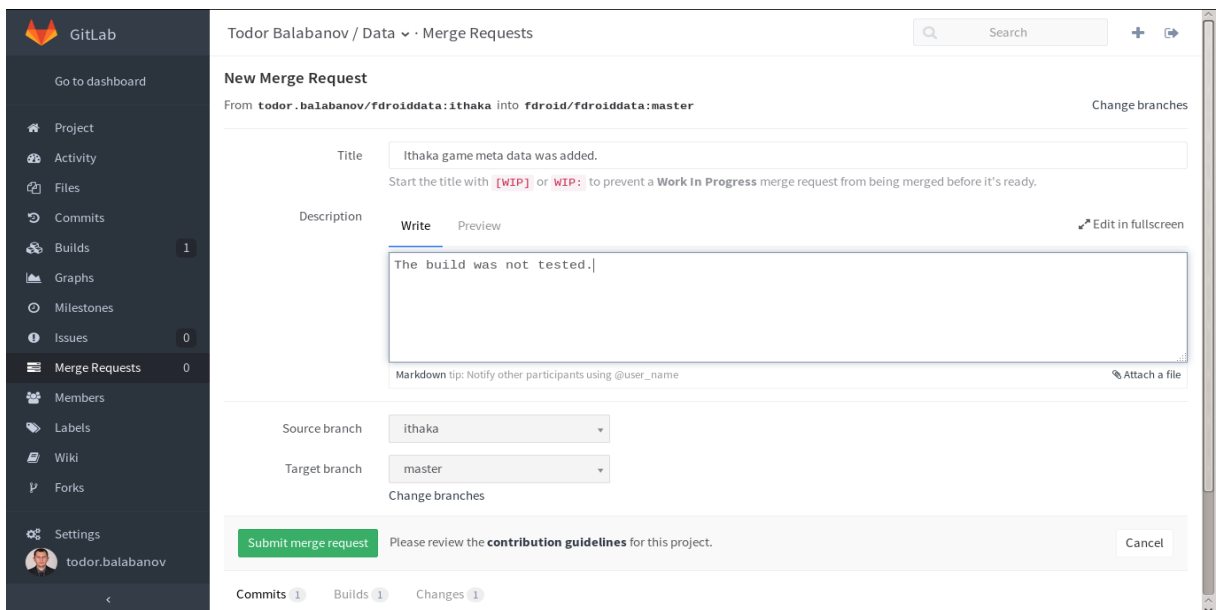 GitLab
Todor Balabanov / Data · Merge Requests
Search
Go to dashboard
Project
Activity
Files
Commits
Builds 1
Graphs
Milestones
Issues 0
Merge Requests 0
Members
Labels
Wiki
Forks
Settings
todor.balabanov
New Merge Request
From todor.balabanov/fdroiddata:ithaka into fdroid/fdroiddata:master
Change branches
Title
Ithaka game meta data was added.
Start the title with [WIP] or WIP: to prevent a Work In Progress merge request from being merged before it's ready.
Description
Write Preview
Edit in fullscreen
The build was not tested.
Markdown tip: Notify other participants using @user_name
Attach a file
Source branch ithaka
Target branch master
Change branches
Submit merge request Please review the contribution guidelines for this project. Cancel
Commits 1 Builds 1 Changes 1